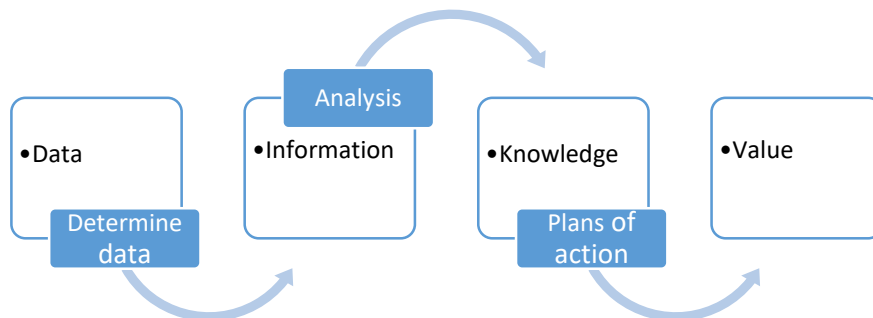 •Data
Determine
data
Analysis
•Information
•Knowledge
Plans of
action
•Value